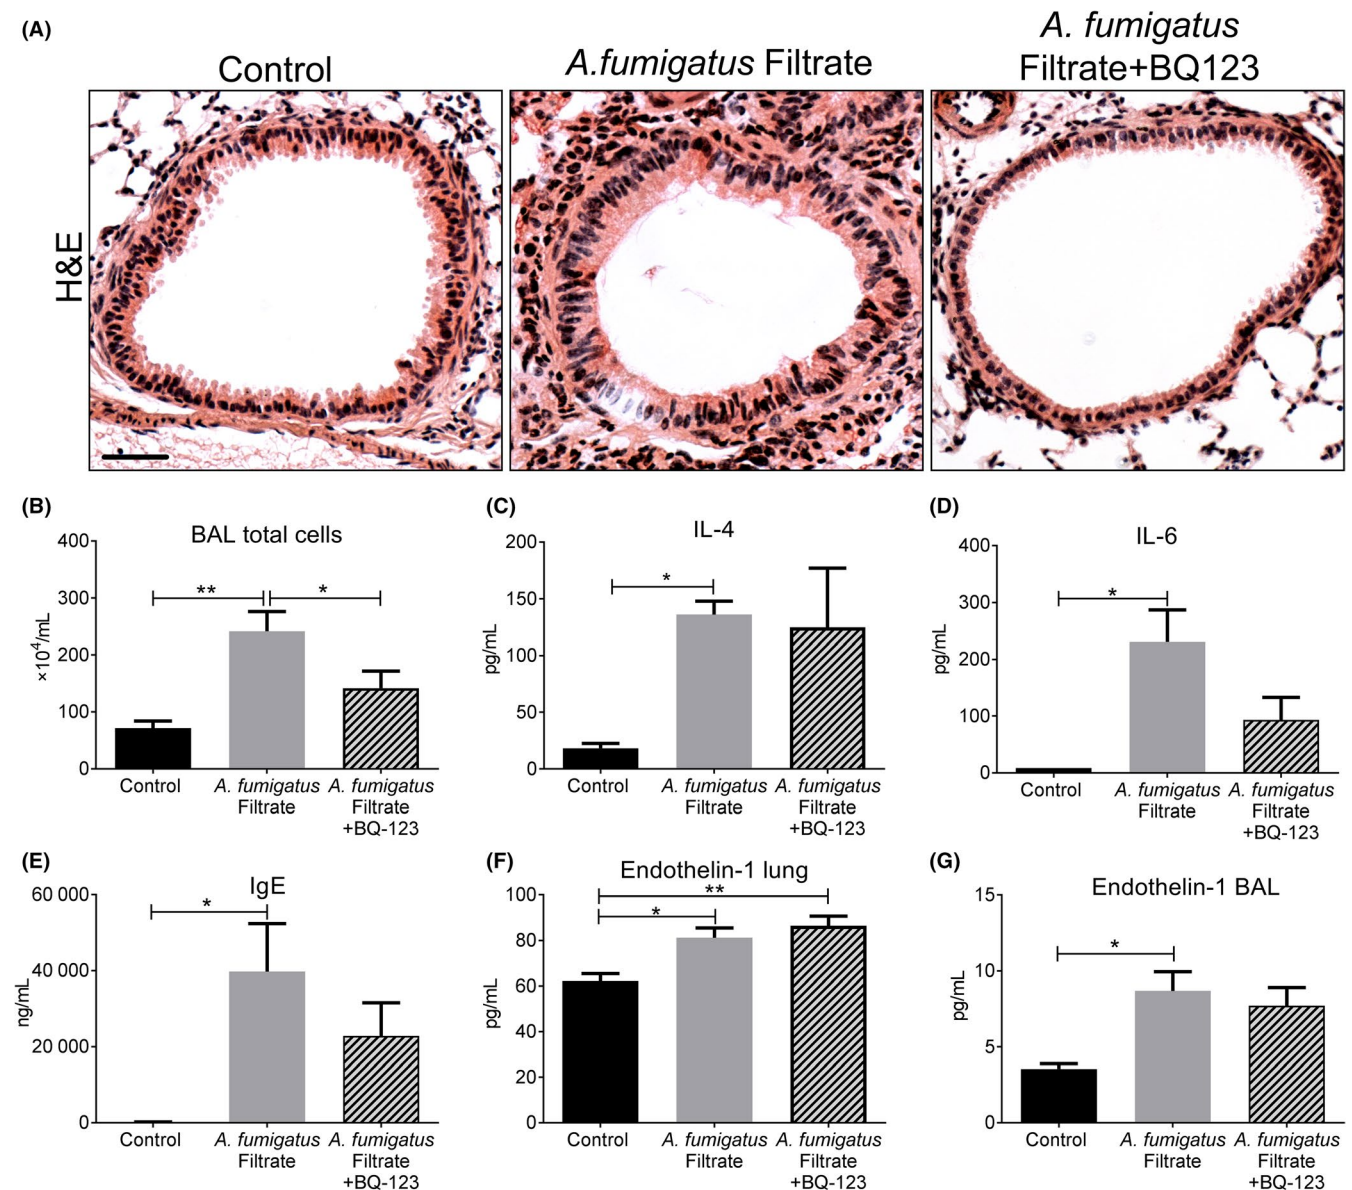 (A)
Control
A.fumigatus Filtrate
A. fumigatus
Filtrate+BQ123
H&E
(B)
BAL total cells
400
300
200
100
0
×10⁴/mL
**
*
Control
A. fumigatus
Filtrate
A. fumigatus
Filtrate
+BQ-123
(C)
IL-4
200
150
100
50
0
pg/mL
*
Control
A. fumigatus
Filtrate
A. fumigatus
Filtrate
+BQ-123
(D)
IL-6
400
300
200
100
0
pg/mL
*
Control
A. fumigatus
Filtrate
A. fumigatus
Filtrate
+BQ-123
(E)
IgE
60 000
40 000
20 000
0
ng/mL
*
Control
A. fumigatus
Filtrate
A. fumigatus
Filtrate
+BQ-123
(F)
Endothelin-1 lung
100
80
60
40
20
0
pg/mL
**
*
Control
A. fumigatus
Filtrate
A. fumigatus
Filtrate
+BQ-123
(G)
Endothelin-1 BAL
15
10
5
0
pg/mL
*
Control
A. fumigatus
Filtrate
A. fumigatus
Filtrate
+BQ-123